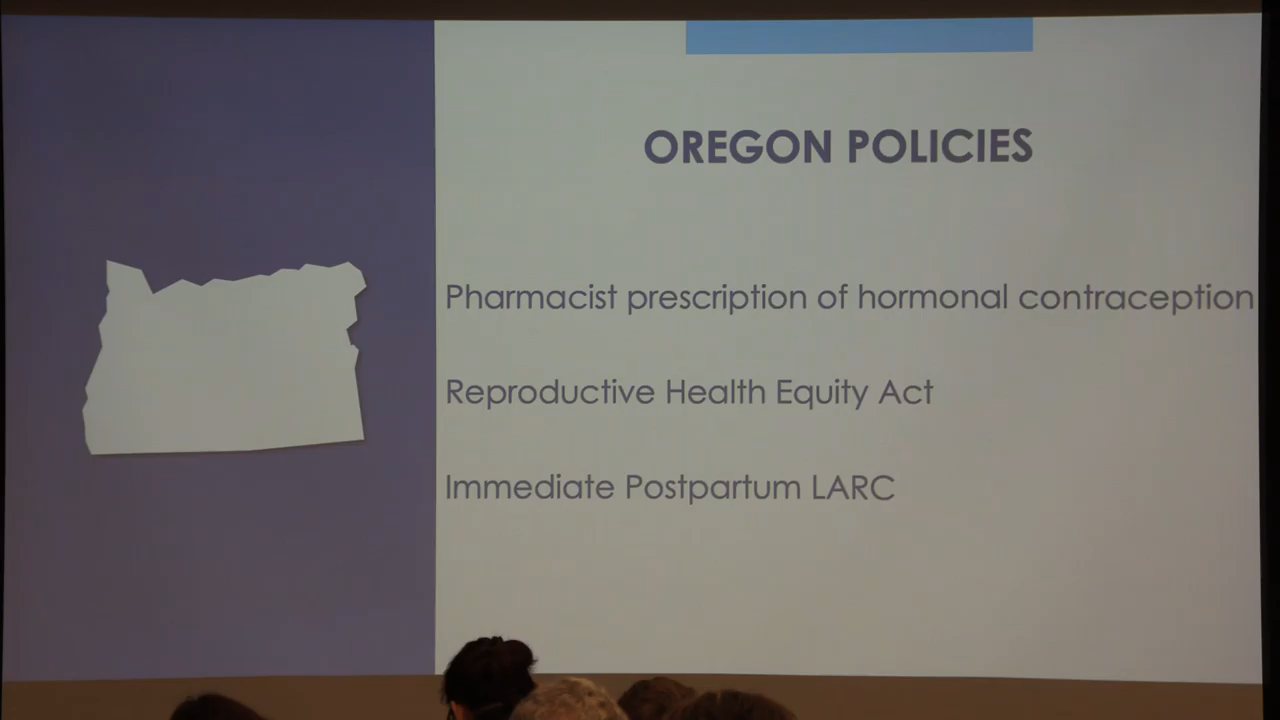 OREGON POLICIES
Pharmacist prescription of hormonal contraception
Reproductive Health Equity Act
Immediate Postpartum LARC